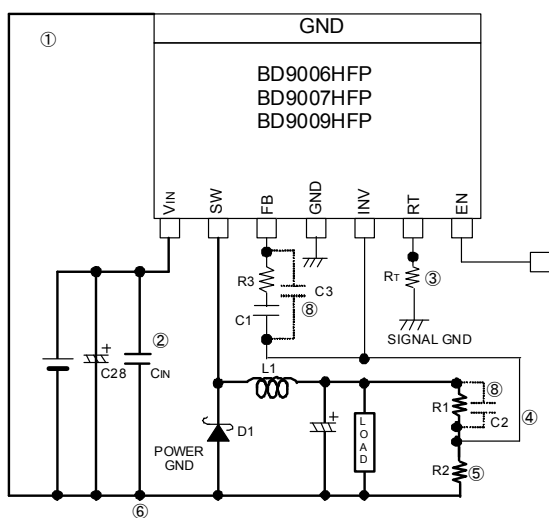 ①
GND
BD9006HFP
BD9007HFP
BD9009HFP
VIN
SW
FB
GND
INV
RT
EN
R3
C3
C1
⑧
RT
③
SIGNAL GND
②
C28
CIN
L1
⑧
R1
C2
④
D1
POWER
GND
LOAD
R2
⑤
⑥